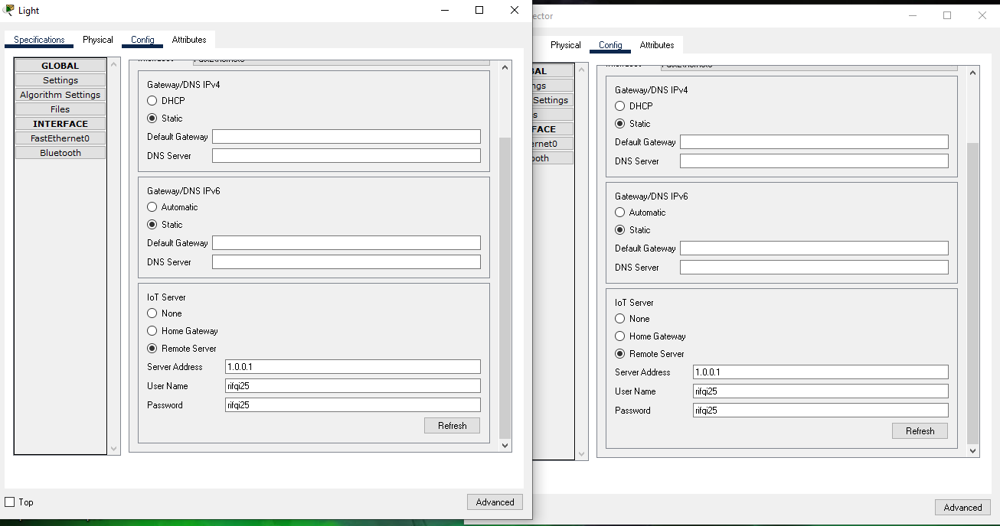 Light
Specifications Physical Config Attributes
GLOBAL
Settings
Algorithm Settings
Files
INTERFACE
FastEthernet0
Bluetooth
Gateway/DNS IPv4
DHCP
Static
Default Gateway
DNS Server
Gateway/DNS IPv6
Automatic
Static
Default Gateway
DNS Server
IoT Server
None
Home Gateway
Remote Server
Server Address 1.0.0.1
User Name rifqi25
Password rifqi25
Refresh
Top
Advanced
ector
Physical Config Attributes
BAL
ngs
Settings
s
FACE
ernet0
ooth
Gateway/DNS IPv4
DHCP
Static
Default Gateway
DNS Server
Gateway/DNS IPv6
Automatic
Static
Default Gateway
DNS Server
IoT Server
None
Home Gateway
Remote Server
Server Address 1.0.0.1
User Name rifqi25
Password rifqi25
Refresh
Advanced